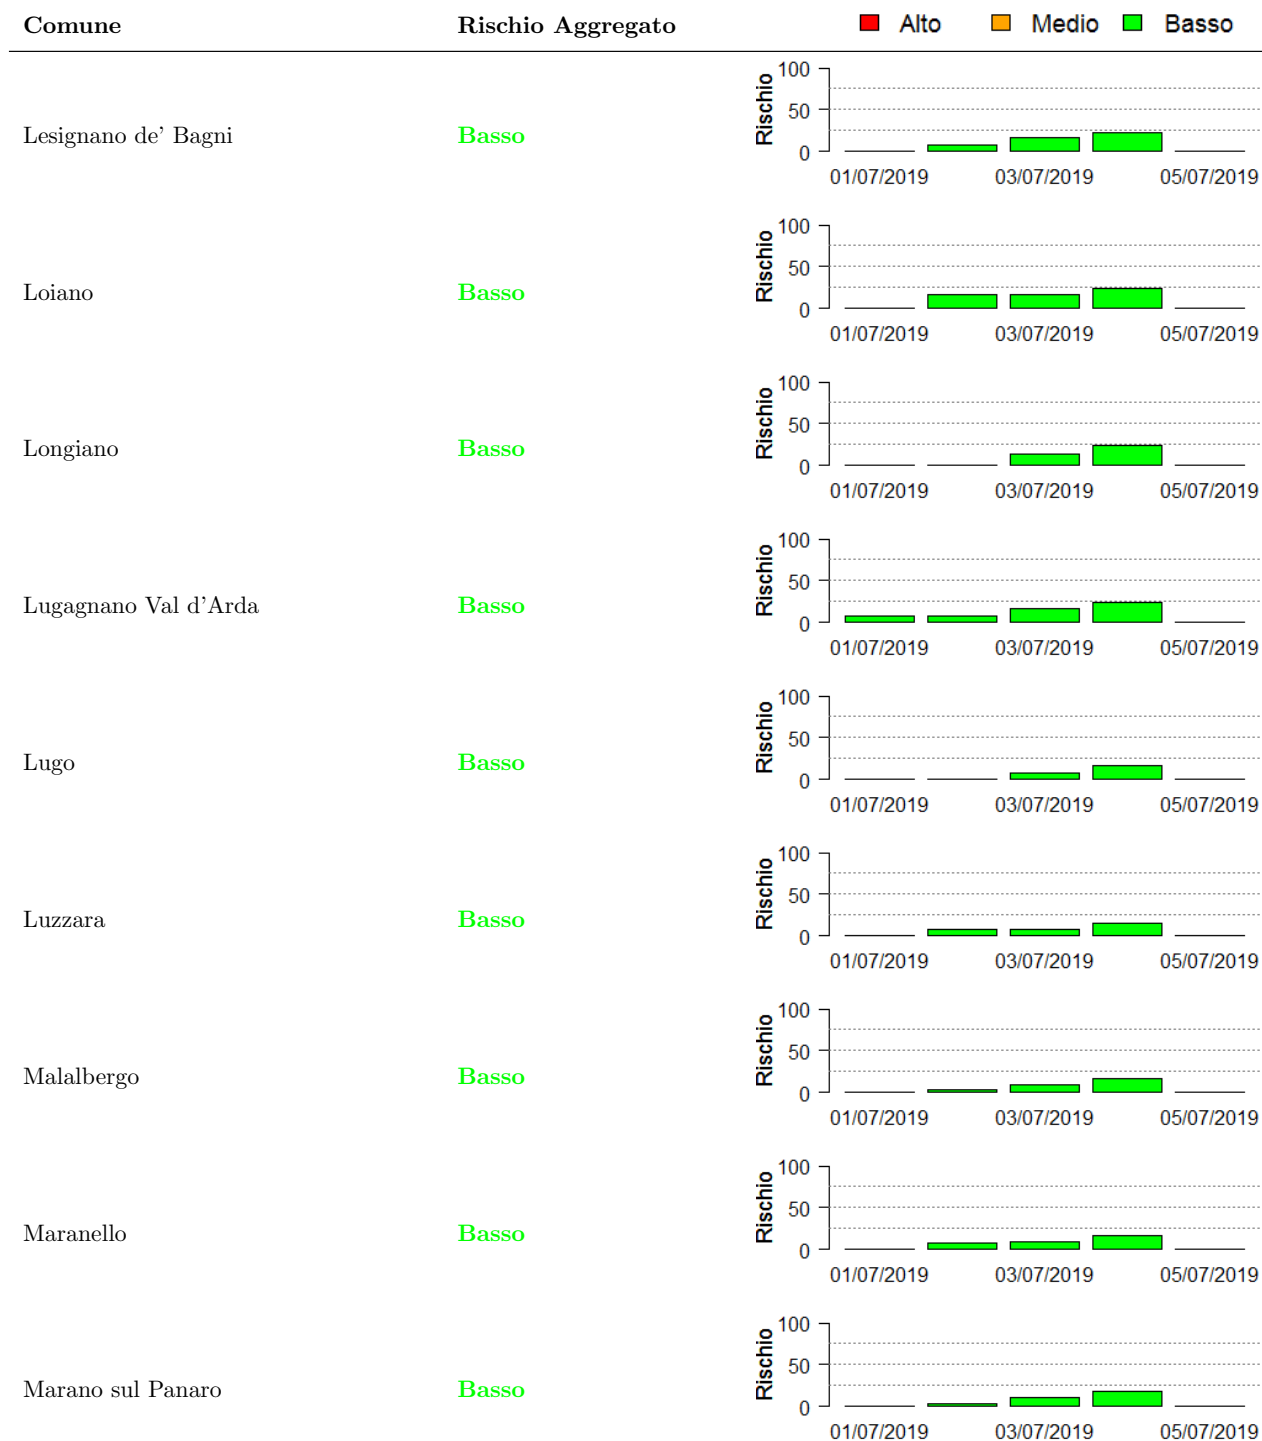 Comune Rischio Aggregato Alto Medio Basso
Lesignano de' Bagni Basso Rischio 100 50 0
01/07/2019 03/07/2019 05/07/2019
Loiano Basso Rischio 100 50 0
01/07/2019 03/07/2019 05/07/2019
Longiano Basso Rischio 100 50 0
01/07/2019 03/07/2019 05/07/2019
Lugagnano Val d'Arda Basso Rischio 100 50 0
01/07/2019 03/07/2019 05/07/2019
Lugo Basso Rischio 100 50 0
01/07/2019 03/07/2019 05/07/2019
Luzzara Basso Rischio 100 50 0
01/07/2019 03/07/2019 05/07/2019
Malalbergo Basso Rischio 100 50 0
01/07/2019 03/07/2019 05/07/2019
Maranello Basso Rischio 100 50 0
01/07/2019 03/07/2019 05/07/2019
Marano sul Panaro Basso Rischio 100 50 0
01/07/2019 03/07/2019 05/07/2019